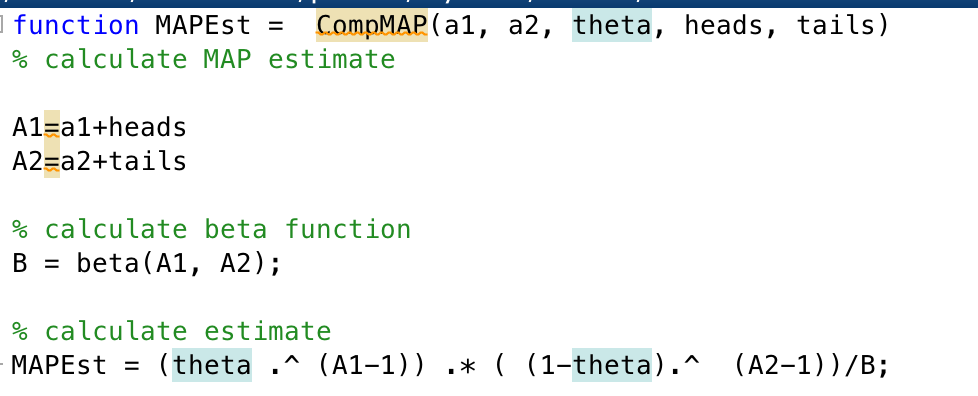 function MAPEst =  CompMAP(a1, a2, theta, heads, tails)
% calculate MAP estimate
A1=a1+heads
A2=a2+tails
% calculate beta function
B = beta(A1, A2);
% calculate estimate
MAPEst = (theta .^ (A1-1)) .* ( (1-theta).^  (A2-1))/B;